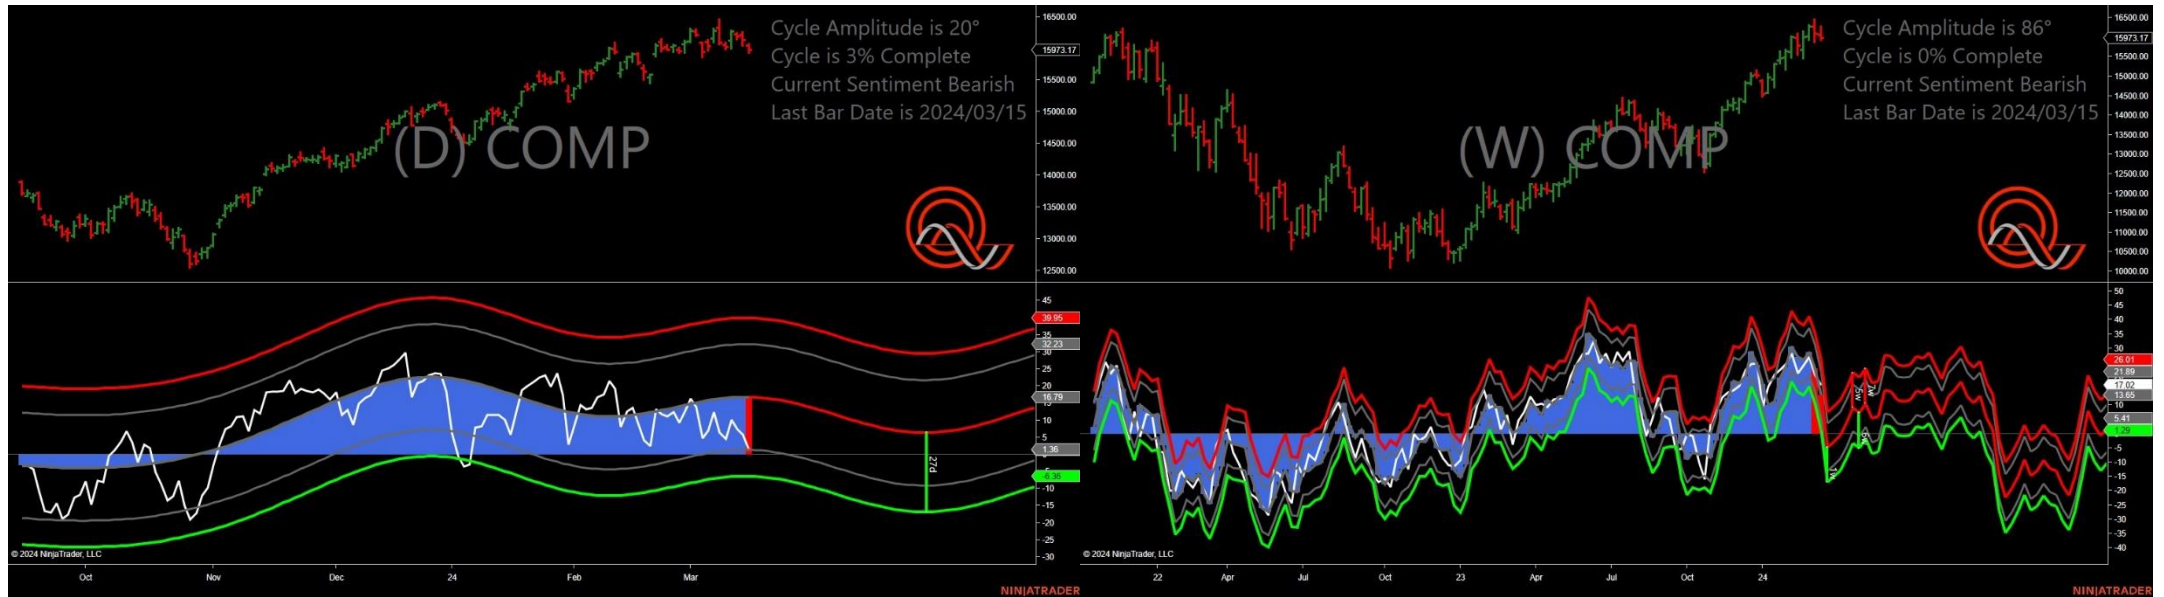 Cycle Amplitude is 20°
Cycle is 3% Complete
Current Sentiment Bearish
Last Bar Date is 2024/03/15
(D) COMP
16500.00
15973.17
15500.00
15000.00
14500.00
14000.00
13500.00
13000.00
12500.00
45
39.95
35
32.23
30
25
20
16.79
10
5
1.36
-5
-6.36
-10
-15
-20
-25
-30
27d
© 2024 NinjaTrader, LLC
Oct
Nov
Dec
24
Feb
Mar
NINJATRADER
Cycle Amplitude is 86°
Cycle is 0% Complete
Current Sentiment Bearish
Last Bar Date is 2024/03/15
(W) COMP
16500.00
15973.17
15500.00
15000.00
14500.00
14000.00
13500.00
13000.00
12500.00
12000.00
11500.00
11000.00
10500.00
10000.00
50
45
40
35
30
26.01
21.89
17.02
13.65
10
5.41
1.29
-5
-10
-15
-20
-25
-30
-35
-40
© 2024 NinjaTrader, LLC
22
Apr
Jul
Oct
23
Apr
Jul
Oct
24
NINJATRADER